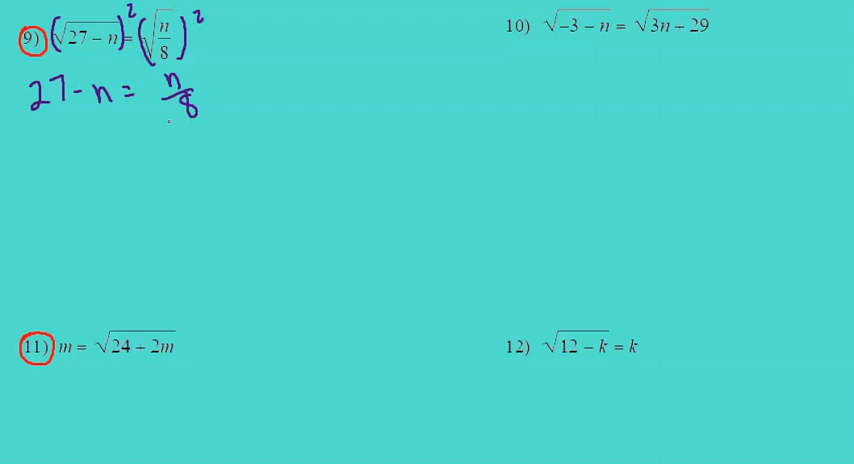 9) (√27 − n)² = (√n/8)²
27 - n = n/8
10) √−3 − n = √3n + 29
11) m = √24 + 2m
12) √12 − k = k